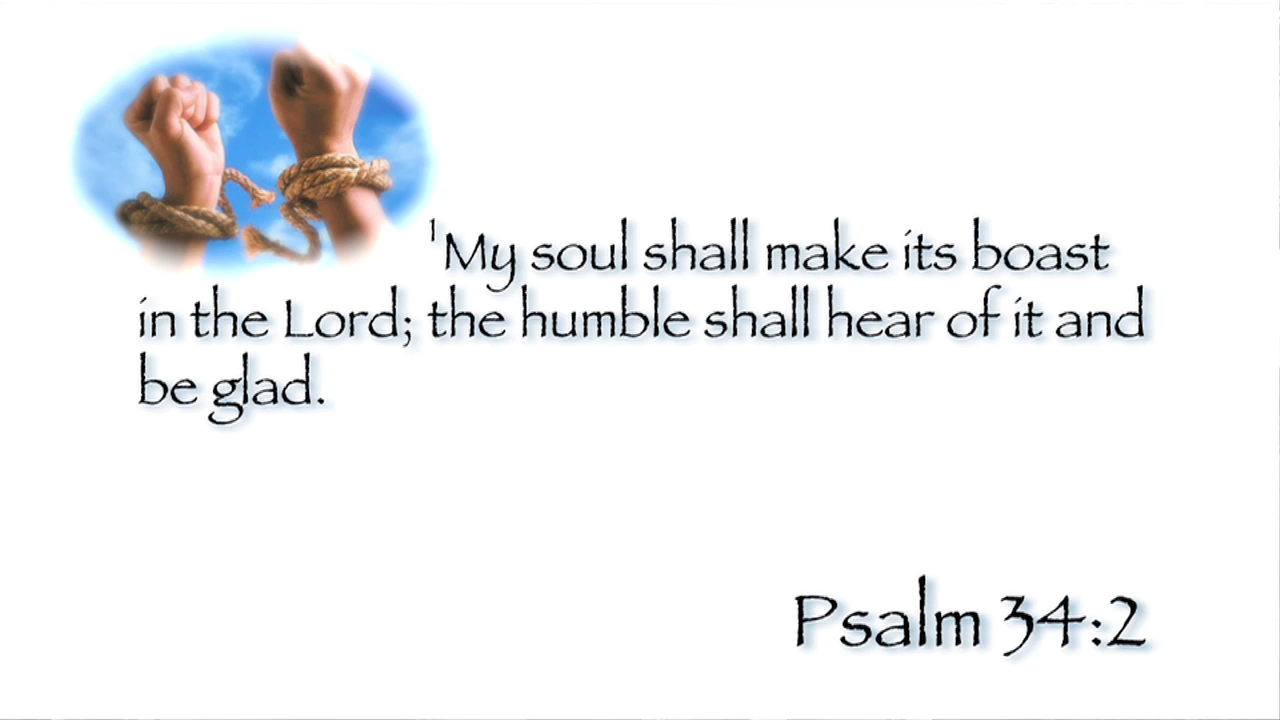 ¹My soul shall make its boast
in the Lord; the humble shall hear of it and
be glad.
Psalm 34:2